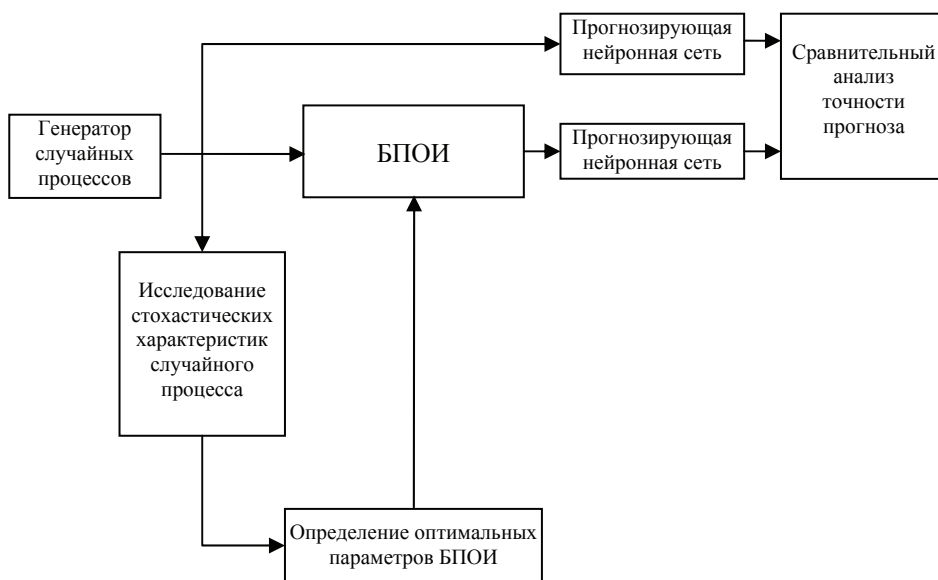 Прогнозирующая
нейронная сеть
Сравнительный
анализ
точности
прогноза
Генератор
случайных
процессов
БПОИ
Прогнозирующая
нейронная сеть
Исследование
стохастических
характеристик
случайного
процесса
Определение оптимальных
параметров БПОИ